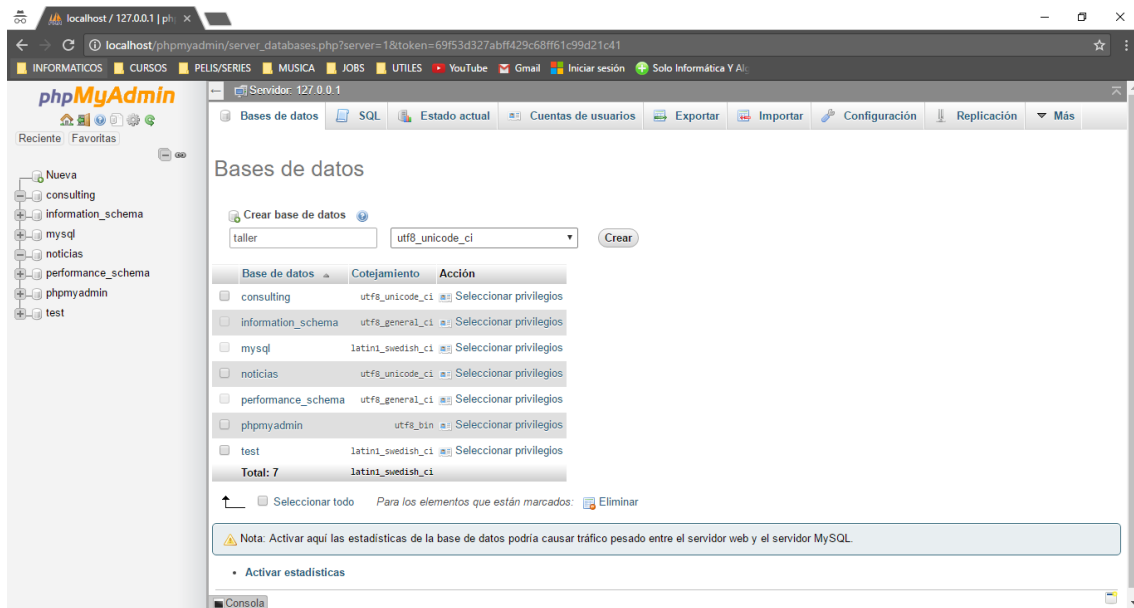 localhost / 127.0.0.1 | ph
localhost/phpmyadmin/server_databases.php?server=1&token=69f53d327abff429c68ff61c99d21c41
INFORMATICOS CURSOS PELIS/SERIES MUSICA JOBS UTILES YouTube Gmail Iniciar sesión Solo Informática Y Al
phpMyAdmin
Reciente Favoritas
Nueva
consulting
information_schema
mysql
noticias
performance_schema
phpmyadmin
test
Servidor: 127.0.0.1
Bases de datos SQL Estado actual Cuentas de usuarios Exportar Importar Configuración Replicación Más
Bases de datos
Crear base de datos
taller utf8_unicode_ci Crear
Base de datos Cotejamiento Acción
consulting utf8_unicode_ci Seleccionar privilegios
information_schema utf8_general_ci Seleccionar privilegios
mysql latin1_swedish_ci Seleccionar privilegios
noticias utf8_unicode_ci Seleccionar privilegios
performance_schema utf8_general_ci Seleccionar privilegios
phpmyadmin utf8_bin Seleccionar privilegios
test latin1_swedish_ci Seleccionar privilegios
Total: 7 latin1_swedish_ci
Seleccionar todo Para los elementos que están marcados: Eliminar
Nota: Activar aquí las estadísticas de la base de datos podría causar tráfico pesado entre el servidor web y el servidor MySQL.
• Activar estadísticas
Consola